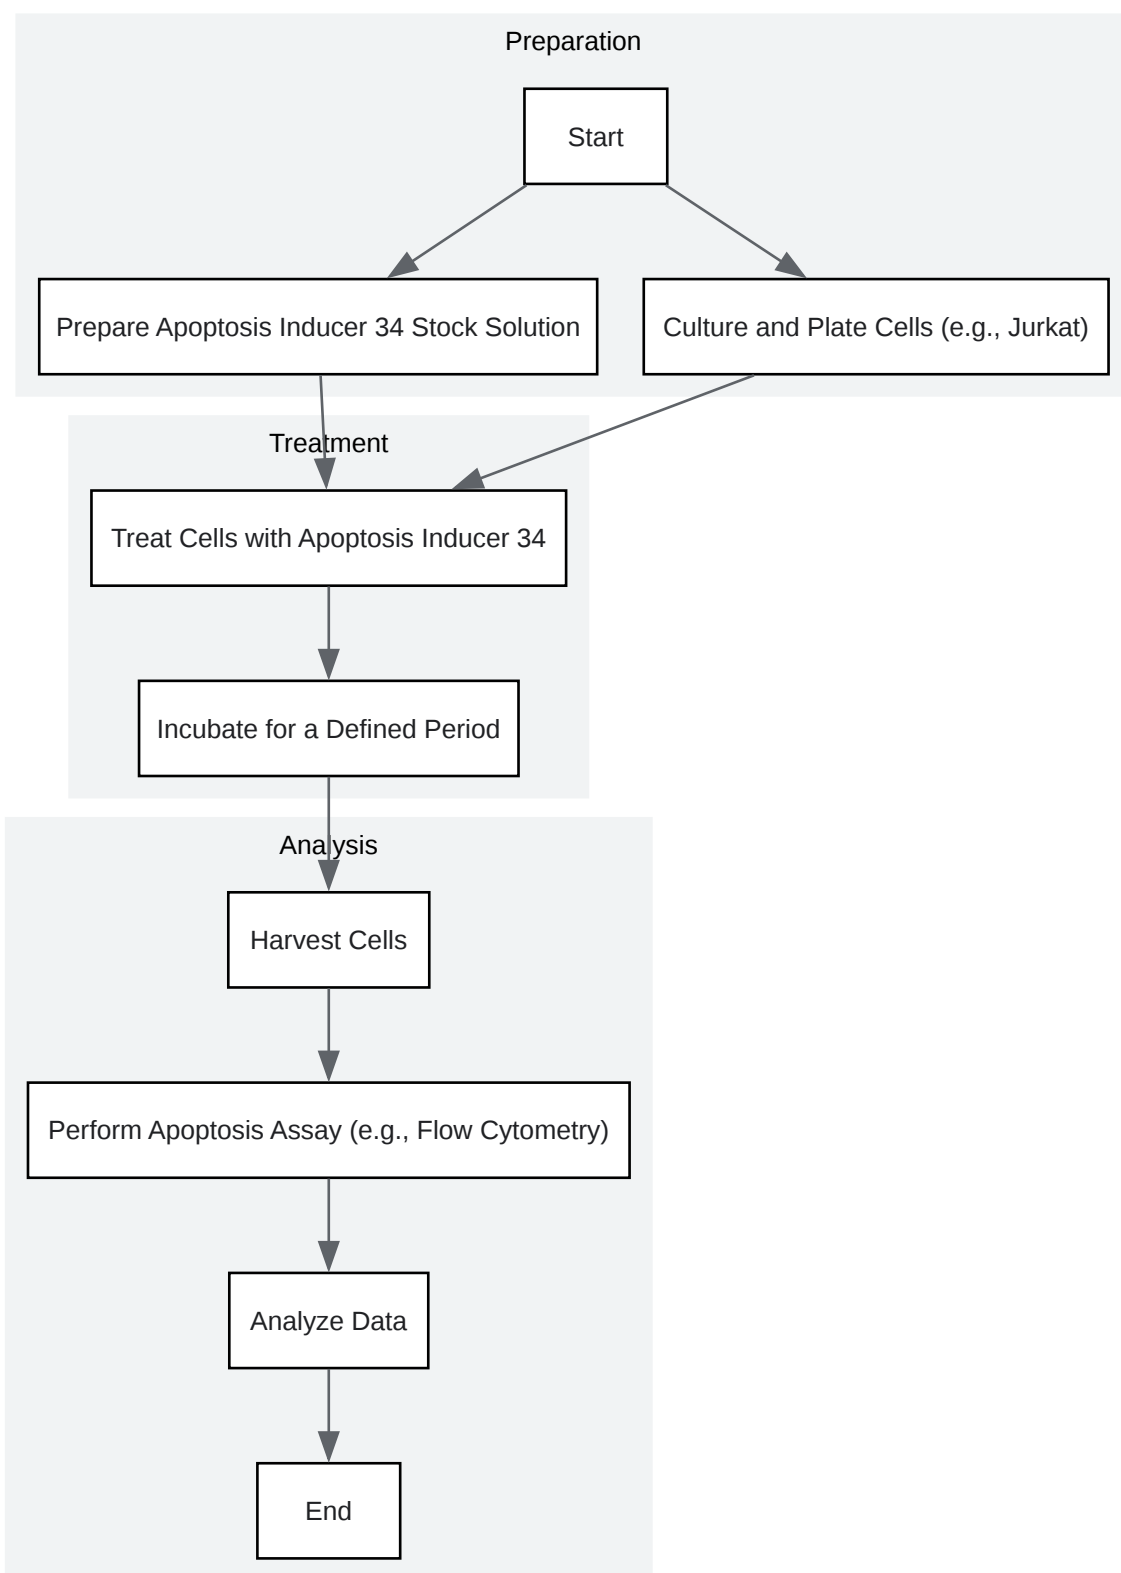 Preparation
Start
Prepare Apoptosis Inducer 34 Stock Solution
Culture and Plate Cells (e.g., Jurkat)
Treatment
Treat Cells with Apoptosis Inducer 34
Incubate for a Defined Period
Analysis
Harvest Cells
Perform Apoptosis Assay (e.g., Flow Cytometry)
Analyze Data
End